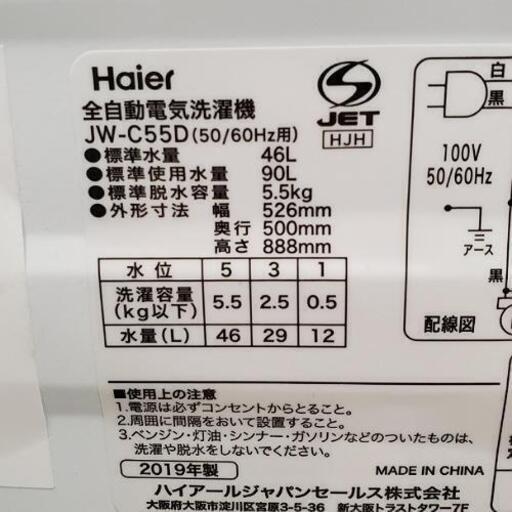 Haier
全自動電気洗濯機
JW-C55D(50/60Hz用)
●標準水量 46L
●標準使用水量 90L
●標準脱水容量 5.5kg
●外形寸法 幅 526mm
奥行 500mm
高さ 888mm
水位 5 3 1
洗濯容量(kg以下) 5.5 2.5 0.5
水量(L) 46 29 12
S
JET
HJH
白
黒
100V
50/60Hz
アース
黒
配線図
■使用上の注意
1.電源は必ずコンセントからとること。
2.周囲に間隔をおいて設置すること。
3.ベンジン・灯油・シンナー・ガソリンなどのついたものは、
洗濯や脱水をしないでください。
2019年製
MADE IN CHINA
ハイアールジャパンセールス株式会社
大阪府大阪市淀川区宮原3-5-36 新大阪トラストタワー7F